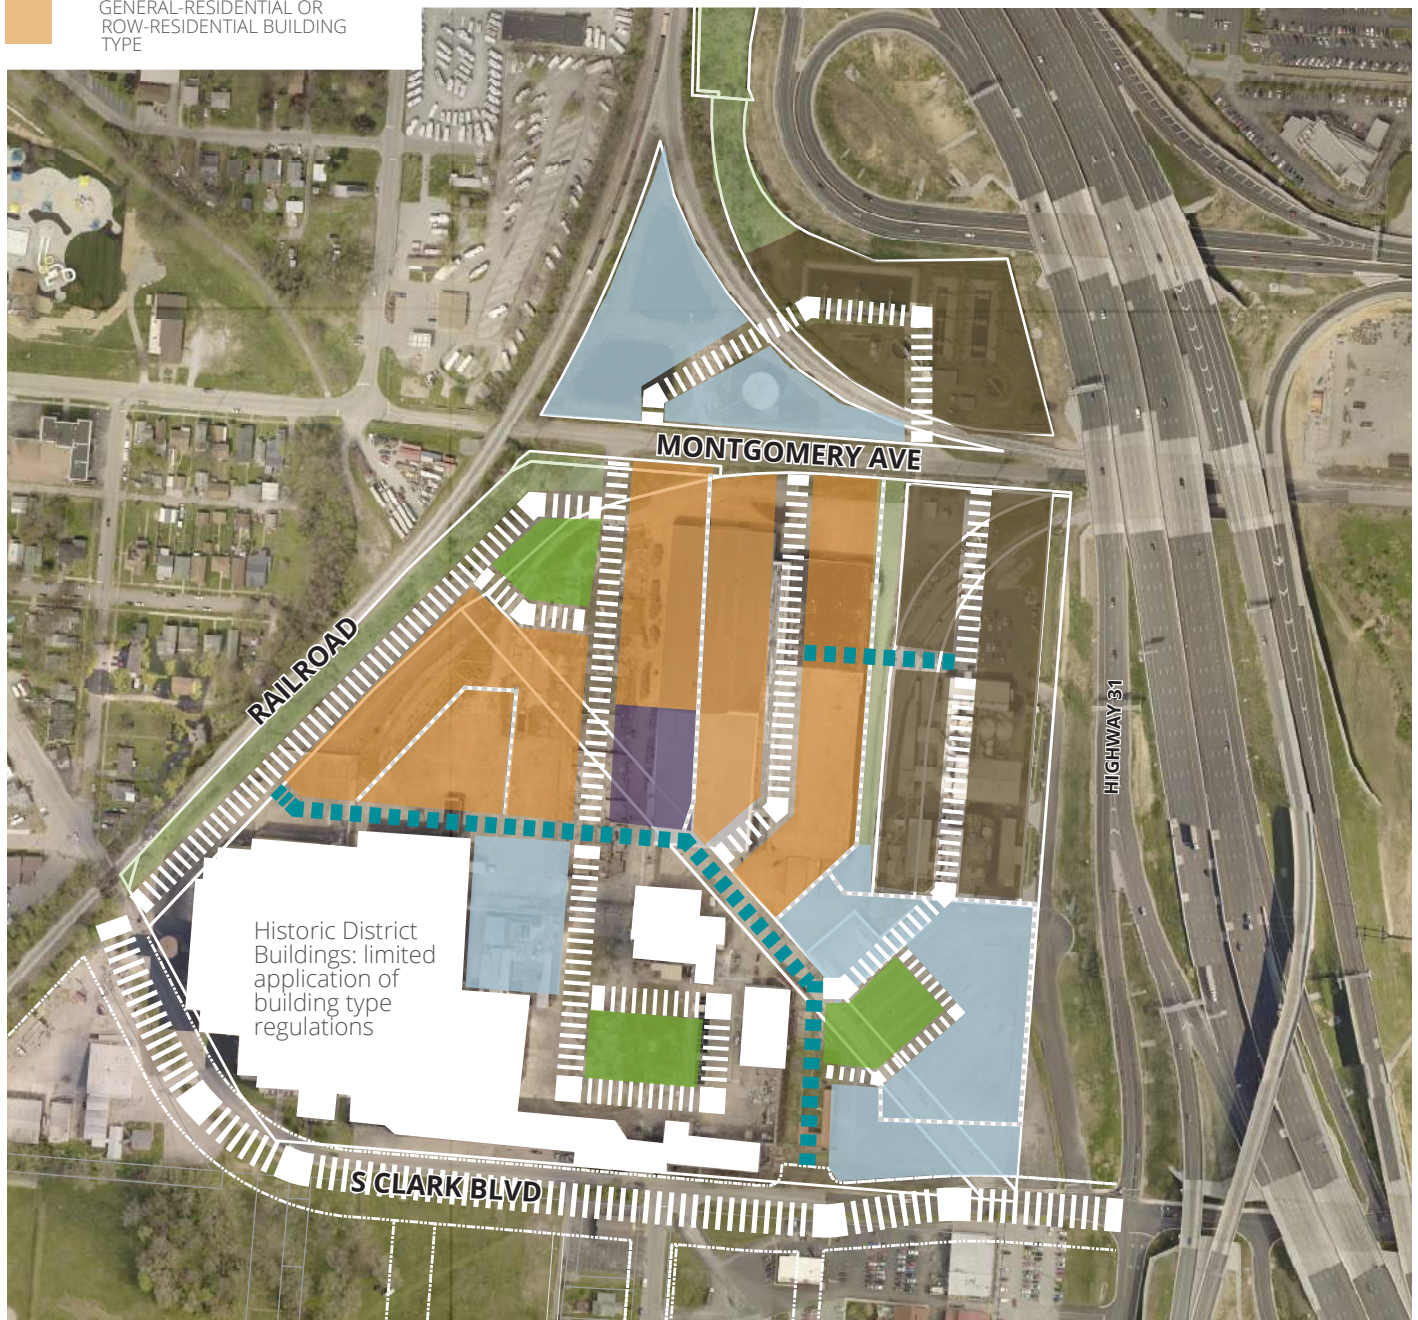 GENERAL-RESIDENTIAL OR
ROW-RESIDENTIAL BUILDING
TYPE
MONTGOMERY AVE
RAILROAD
HIGHWAY 31
Historic District
Buildings: limited
application of
building type
regulations
S CLARK BLVD